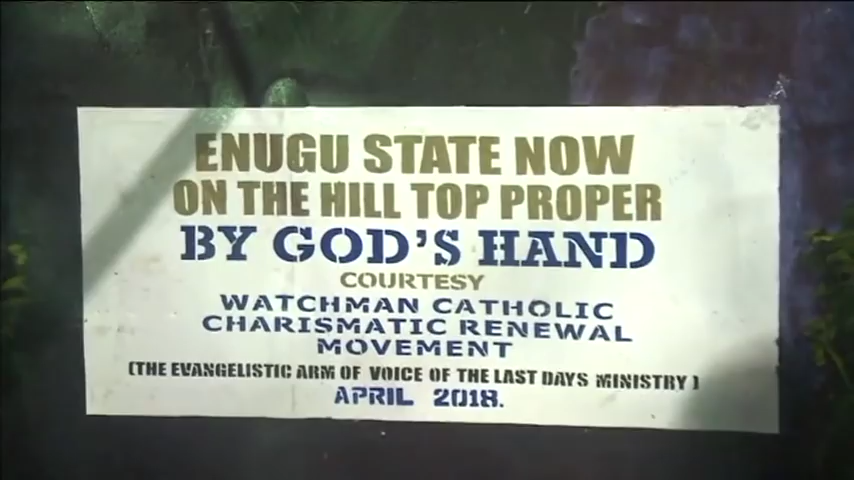 ENUGU STATE NOW
ON THE HILL TOP PROPER
BY GOD'S HAND
COURTESY
WATCHMAN CATHOLIC
CHARISMATIC RENEWAL
MOVEMENT
(THE EVANGELISTIC ARM OF VOICE OF THE LAST DAYS MINISTRY)
APRIL 2018.